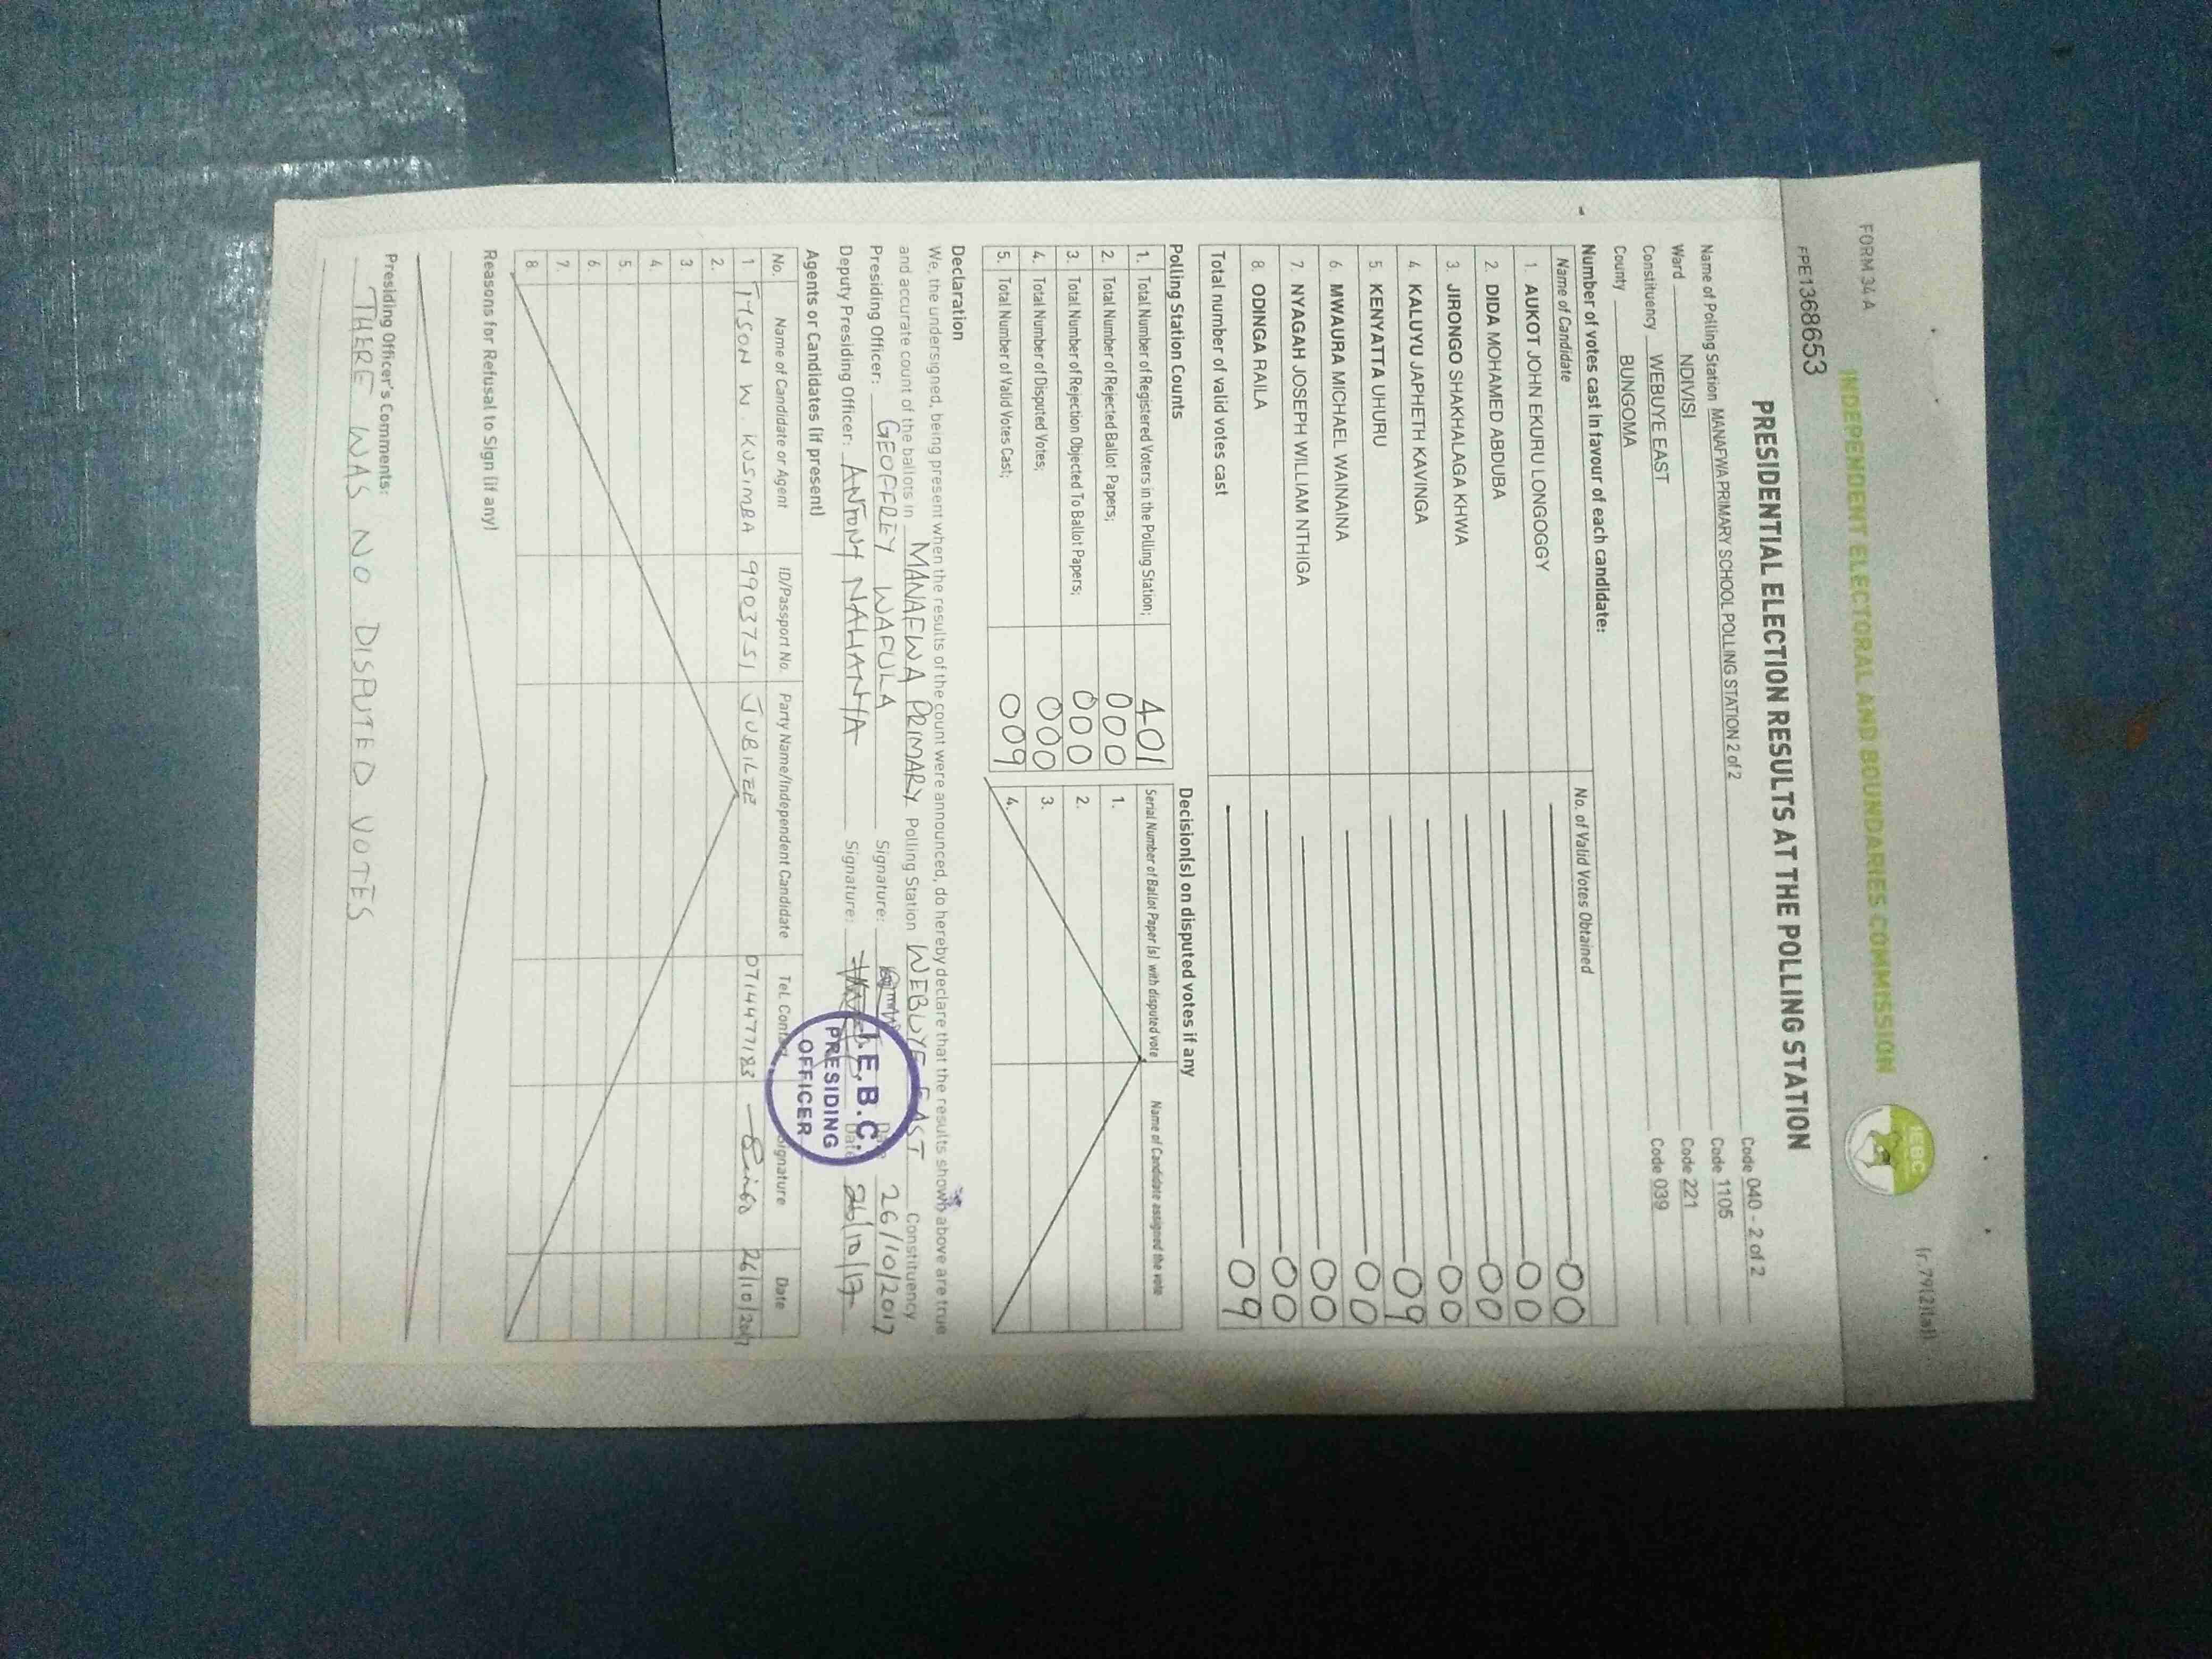 FORM 34 A (r.79(2)(a))
INDEPENDENT ELECTORAL AND BOUNDARIES COMMISSION
IEBC
FPE1368653
PRESIDENTIAL ELECTION RESULTS AT THE POLLING STATION
Name of Polling Station MANAFWA PRIMARY SCHOOL POLLING STATION 2 of 2 Code 040 - 2 of 2
Ward NDIVISI Code 1105
Constituency WEBUYE EAST Code 221
County BUNGOMA Code 039
Number of votes cast in favour of each candidate:
Name of Candidate No. of Valid Votes Obtained
1. AUKOT JOHN EKURU LONGOGGY 00
2. DIDA MOHAMED ABDUBA 00
3. JIRONGO SHAKHALAGA KHWA 00
4. KALUYU JAPHETH KAVINGA 00
5. KENYATTA UHURU 09
6. MWAURA MICHAEL WAINAINA 00
7. NYAGAH JOSEPH WILLIAM NTHIGA 00
8. ODINGA RAILA 00
Total number of valid votes cast 09
Polling Station Counts
1. Total Number of Registered Voters in the Polling Station; 401
2. Total Number of Rejected Ballot Papers; 000
3. Total Number of Rejection Objected To Ballot Papers; 000
4. Total Number of Disputed Votes; 000
5. Total Number of Valid Votes Cast; 009
Decision(s) on disputed votes if any
Serial Number of Ballot Paper (s) with disputed vote Name of Candidate assigned the vote
1.
2.
3.
4.
Declaration
We, the undersigned, being present when the results of the count were announced, do hereby declare that the results shown above are true
and accurate count of the ballots in MANAFWA PRIMARY Polling Station WEBUYE EAST Constituency
Presiding Officer: GEOFFREY WAFULA Signature: Date 26/10/2017
Deputy Presiding Officer: ANTONY NALIANYA Signature: Date 26/10/17
I.E.B.C.
PRESIDING
OFFICER
Agents or Candidates (if present)
No. Name of Candidate or Agent ID/Passport No. Party Name/Independent Candidate Tel. Contact Signature Date
1 TYSON W. KUSIMBA 9903751 JUBILEE 0714477183 26/10/2017
2.
3.
4.
5.
6.
7.
8.
Reasons for Refusal to Sign (if any)
Presiding Officer's Comments:
THERE WAS NO DISPUTED VOTES